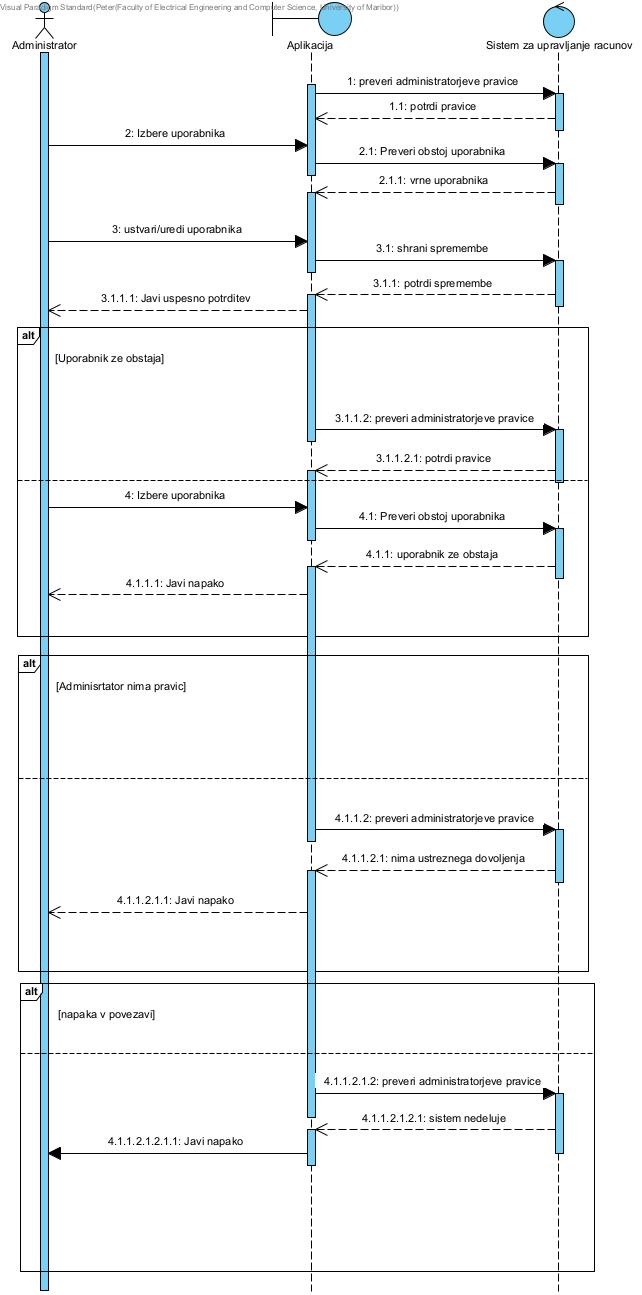 Visual Paradigm Standard(Peter(Faculty of Electrical Engineering and Computer Science, University of Maribor))
Administrator
Aplikacija
Sistem za upravljanje racunov
1: preveri administratorjeve pravice
1.1: potrdi pravice
2: Izbere uporabnika
2.1: Preveri obstoj uporabnika
2.1.1: vrne uporabnika
3: ustvari/uredi uporabnika
3.1: shrani spremembe
3.1.1: potrdi spremembe
3.1.1.1: Javi uspesno potrditev
alt
[Uporabnik ze obstaja]
3.1.1.2: preveri administratorjeve pravice
3.1.1.2.1: potrdi pravice
4: Izbere uporabnika
4.1: Preveri obstoj uporabnika
4.1.1: uporabnik ze obstaja
4.1.1.1: Javi napako
alt
[Adminisrtator nima pravic]
4.1.1.2: preveri administratorjeve pravice
4.1.1.2.1: nima ustreznega dovoljenja
4.1.1.2.1.1: Javi napako
alt
[napaka v povezavi]
4.1.1.2.1.2: preveri administratorjeve pravice
4.1.1.2.1.2.1: sistem nedeluje
4.1.1.2.1.2.1.1: Javi napako